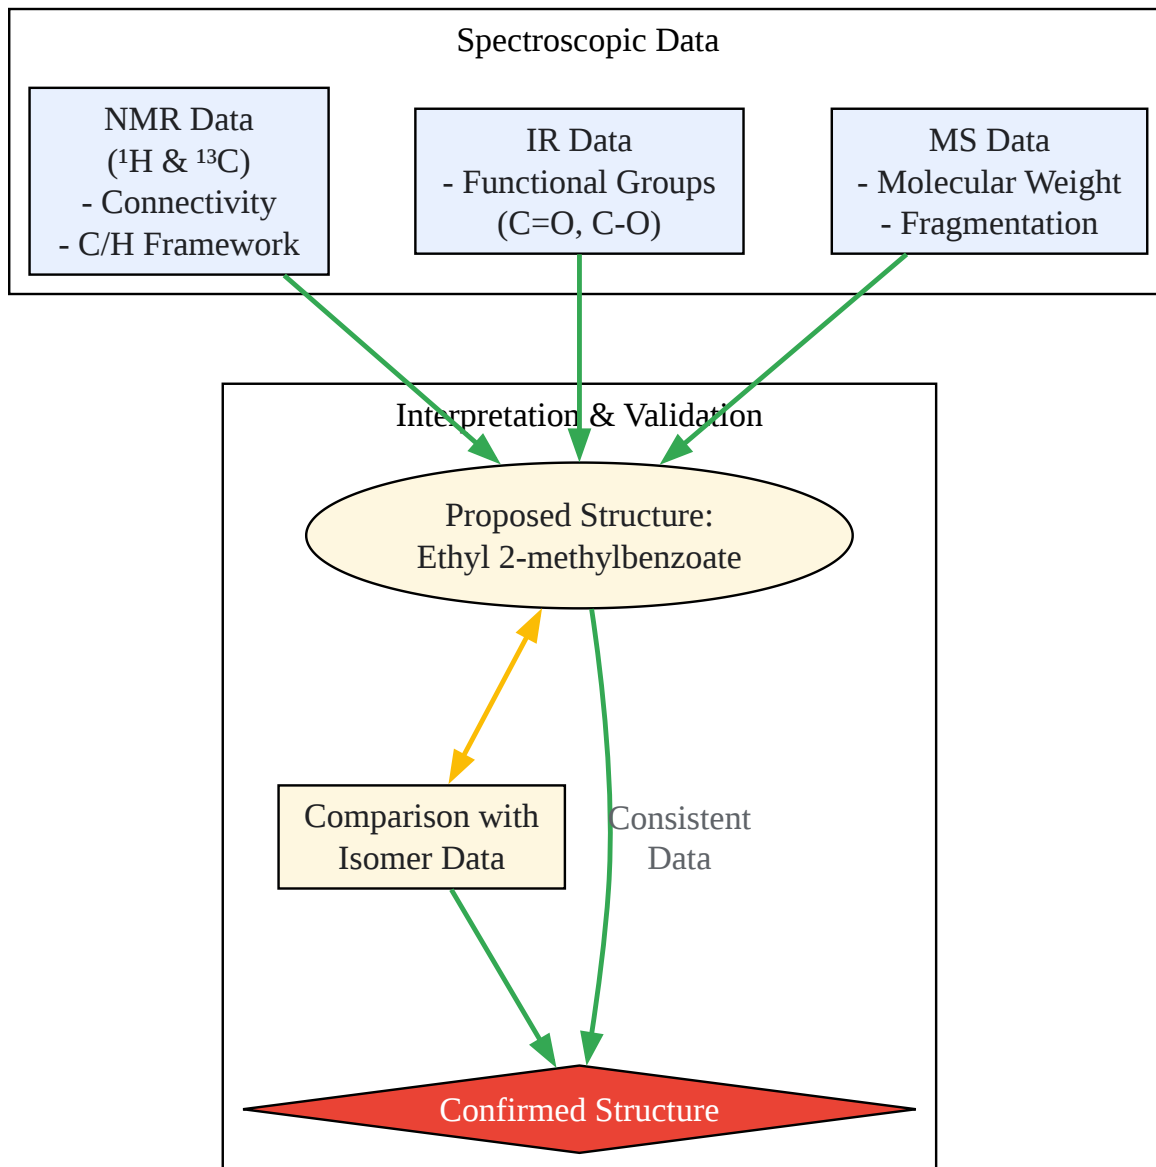 Spectroscopic Data
NMR Data
(¹H & ¹³C)
- Connectivity
- C/H Framework
IR Data
- Functional Groups
(C=O, C-O)
MS Data
- Molecular Weight
- Fragmentation
Interpretation & Validation
Proposed Structure:
Ethyl 2-methylbenzoate
Comparison with
Isomer Data
Consistent
Data
Confirmed Structure